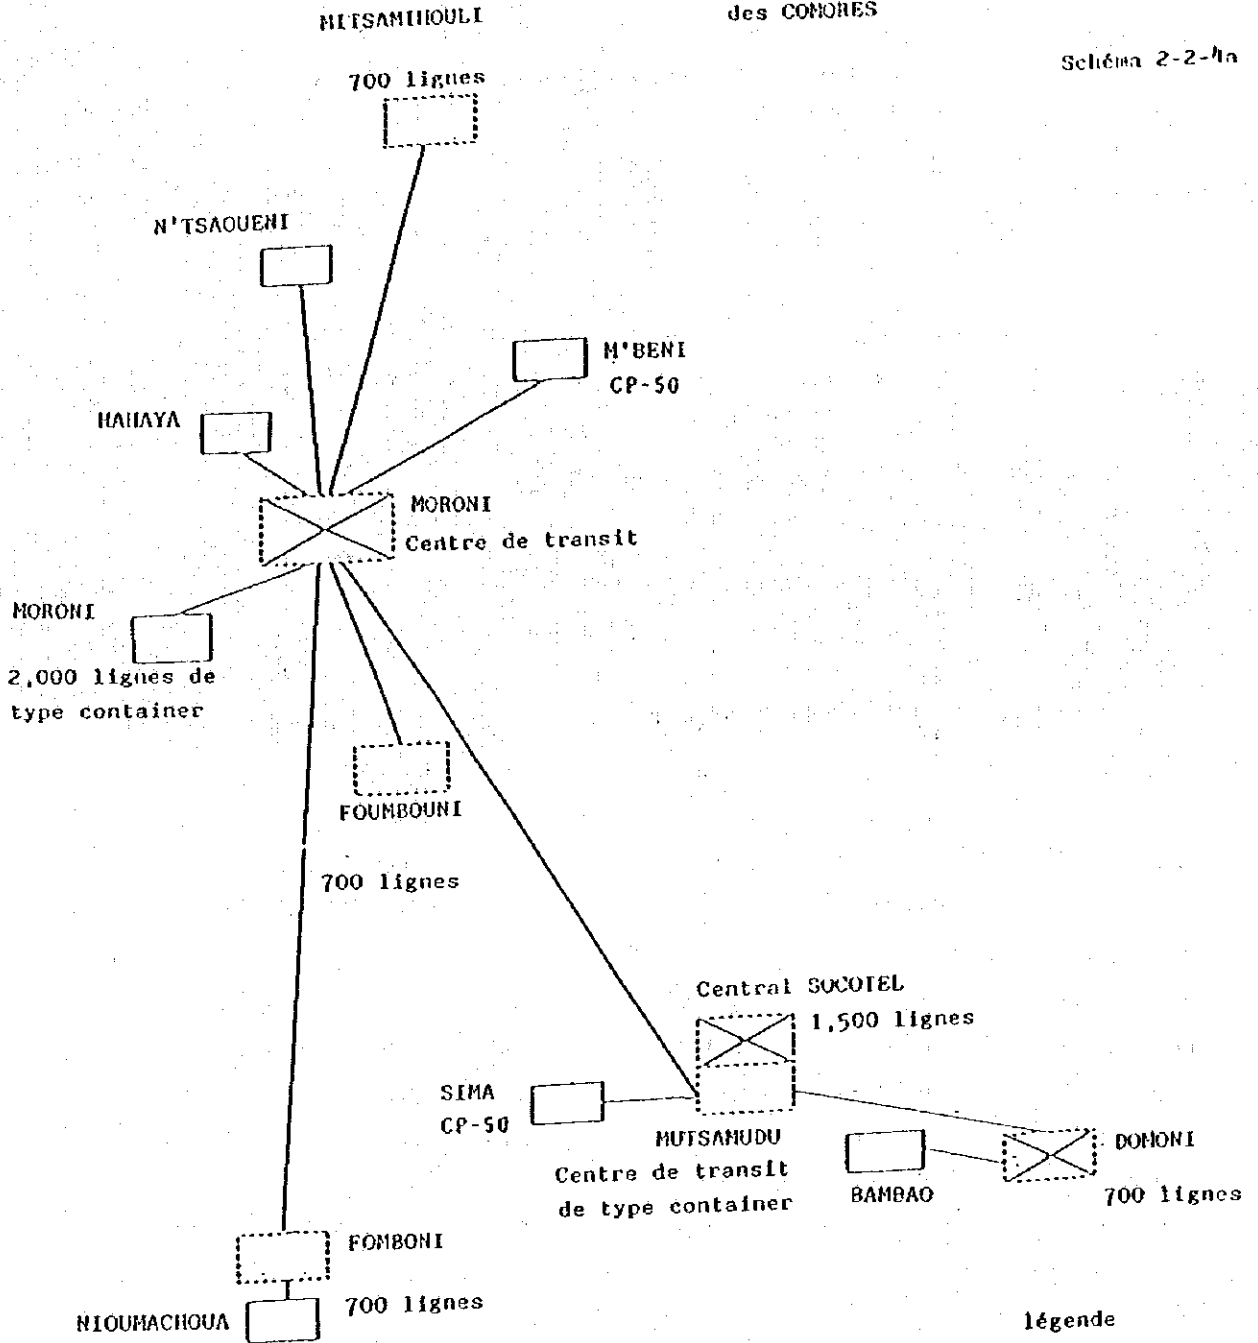 des COMORES
MITSAMIHOULI
Schéma 2-2-4a
700 lignes
N'TSAOUENI
M'BENI
CP-50
HAHAYA
MORONI
Centre de transit
MORONI
2,000 lignes de
type container
FOUMBOUNI
700 lignes
Central SOCOTEL
1,500 lignes
SIMA
CP-50
MUTSAMUDU
Centre de transit
de type container
BAMBAO
DOMONI
700 lignes
FOMBONI
700 lignes
NIOUMACHOUA
légende